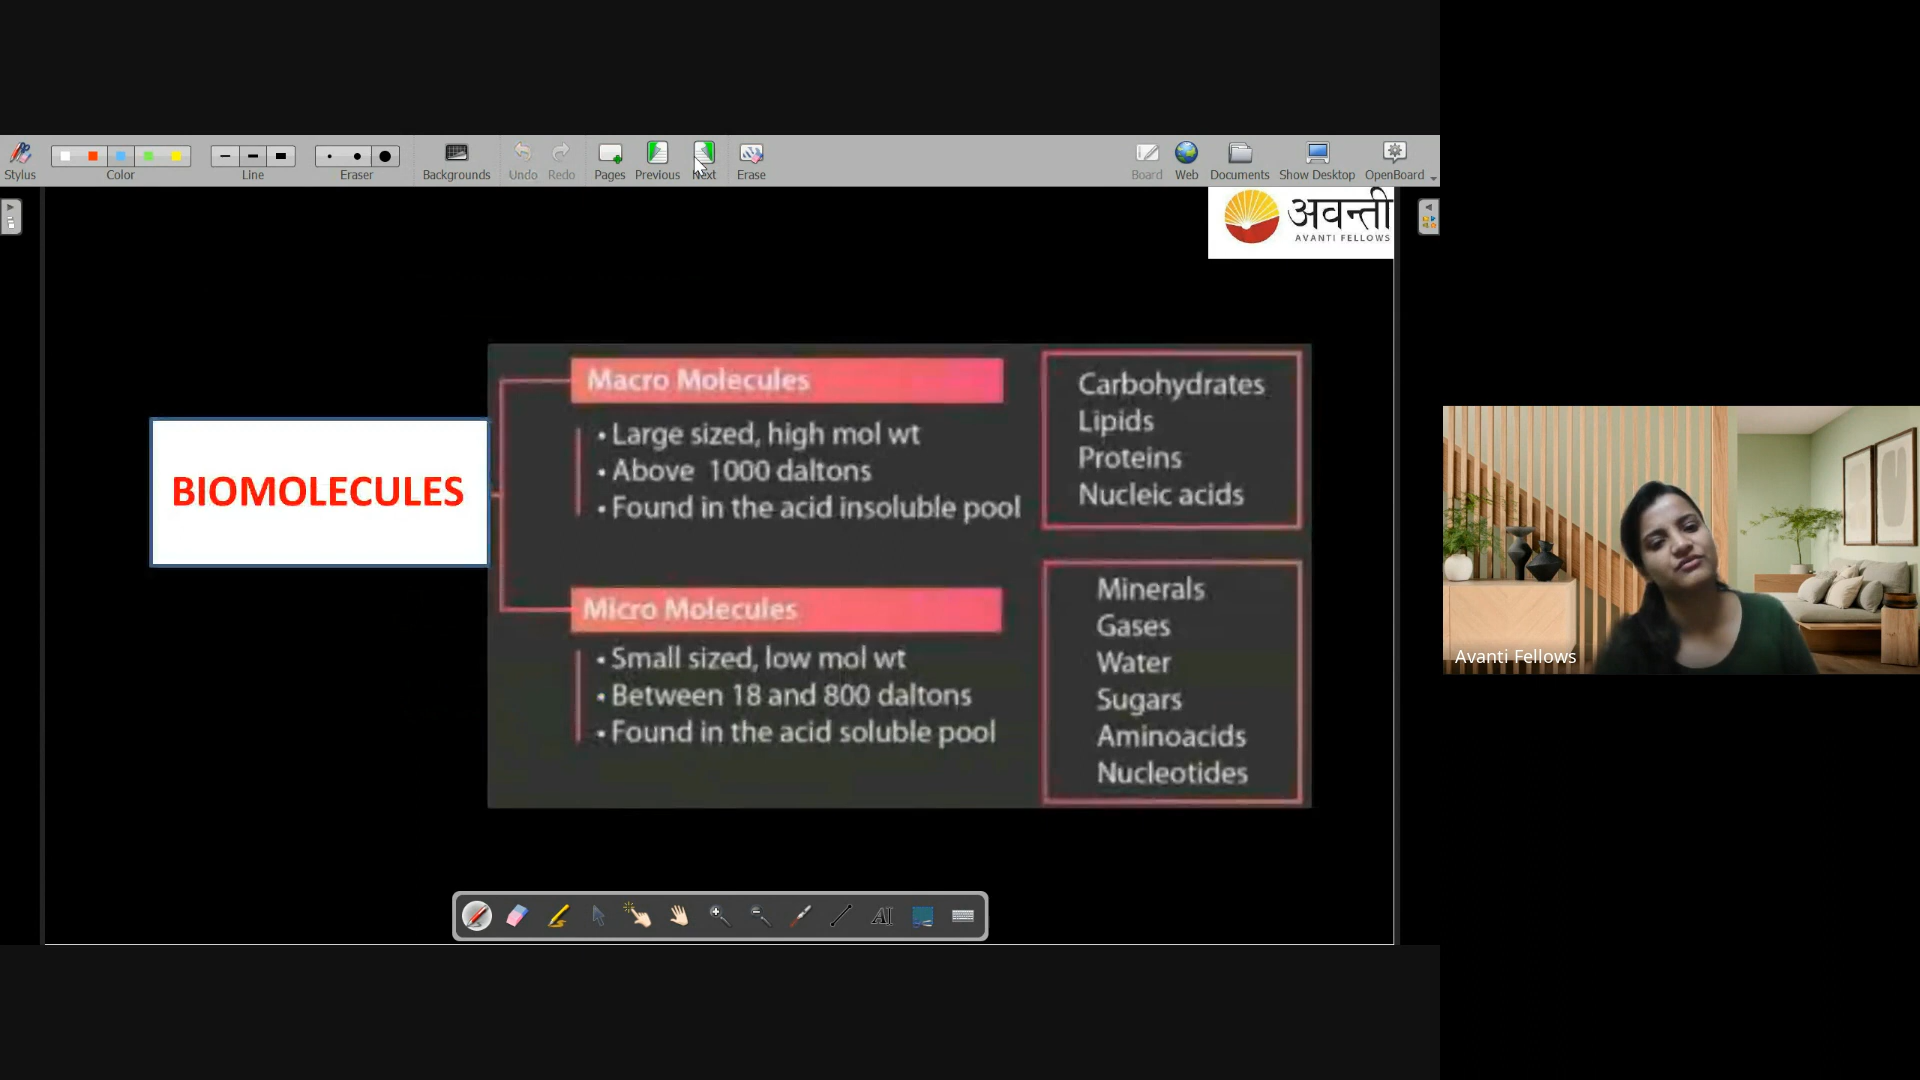 Stylus
Color
Line
Eraser
Backgrounds
Undo
Redo
Pages
Previous
Next
Erase
Board
Web
Documents
Show Desktop
OpenBoard
अवन्ती
AVANTI FELLOWS
BIOMOLECULES
Macro Molecules
• Large sized, high mol wt
• Above 1000 daltons
• Found in the acid insoluble pool
Carbohydrates
Lipids
Proteins
Nucleic acids
Micro Molecules
• Small sized, low mol wt
• Between 18 and 800 daltons
• Found in the acid soluble pool
Minerals
Gases
Water
Sugars
Aminoacids
Nucleotides
AI
Avanti Fellows